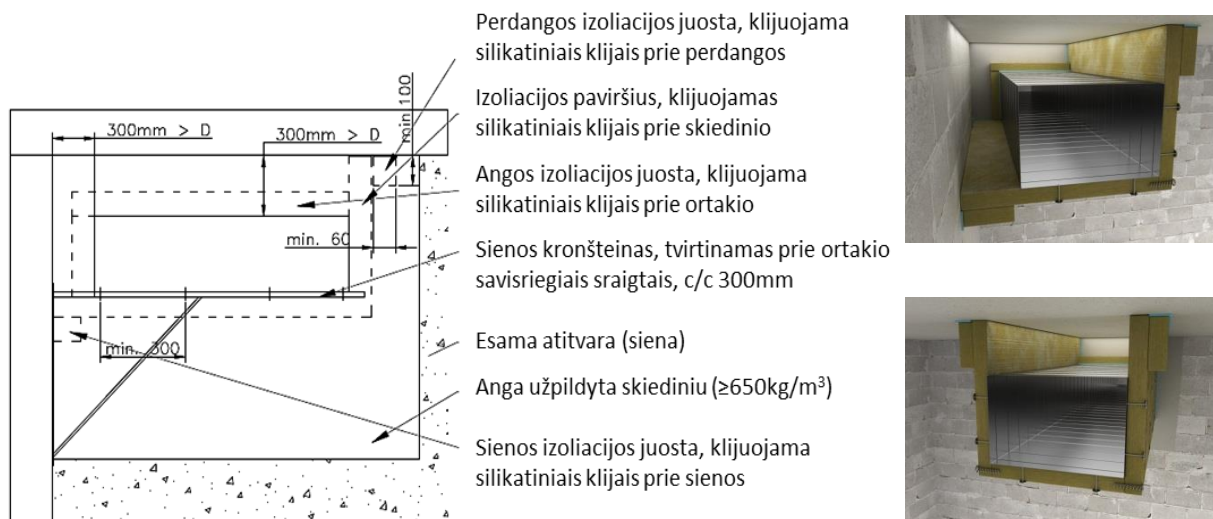 Perdangos izoliacijos juosta, klijuojama
silikatiniais klijais prie perdangos
Izoliacijos paviršius, klijuojamas
silikatiniais klijais prie skiedinio
Angos izoliacijos juosta, klijuojama
silikatiniais klijais prie ortakio
Sienos kronšteinas, tvirtinamas prie ortakio
savisriegiais sraigtais, c/c 300mm
Esama atitvara (siena)
Anga užpildyta skiediniu (≥650kg/m³)
Sienos izoliacijos juosta, klijuojama
silikatiniais klijais prie sienos
300mm > D
300mm > D
min 100
min. 60
min. 300